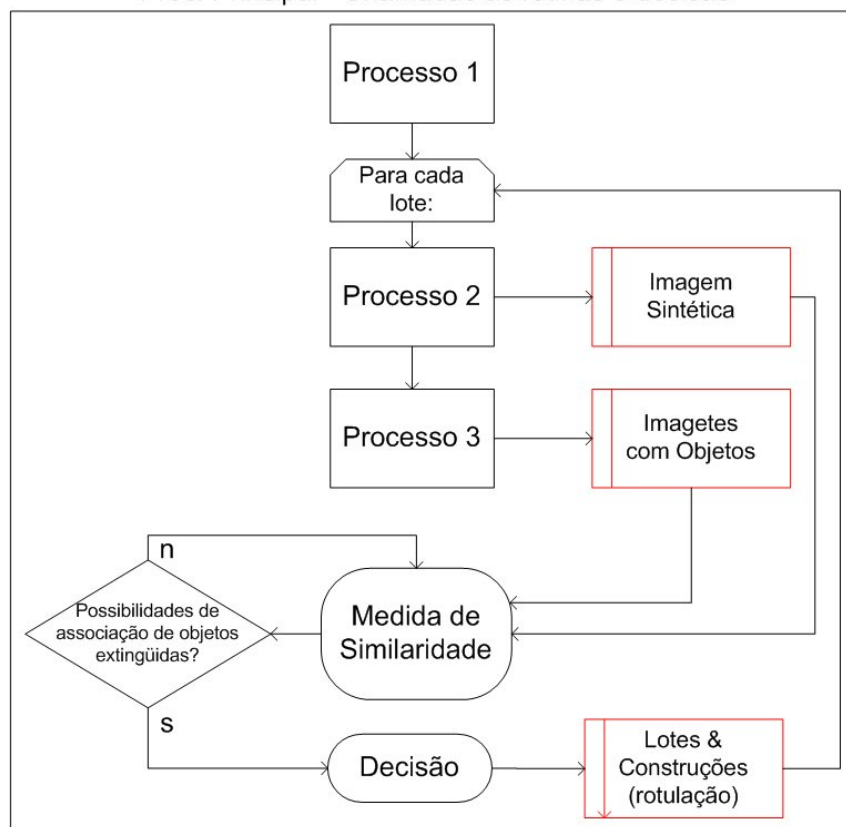 Processo 1
Para cada
lote:
Processo 2
Imagem
Sintética
Processo 3
Imagetes
com Objetos
n
Possibilidades de
associação de objetos
extingüidas?
Medida de
Similaridade
s
Decisão
Lotes &
Construções
(rotulação)